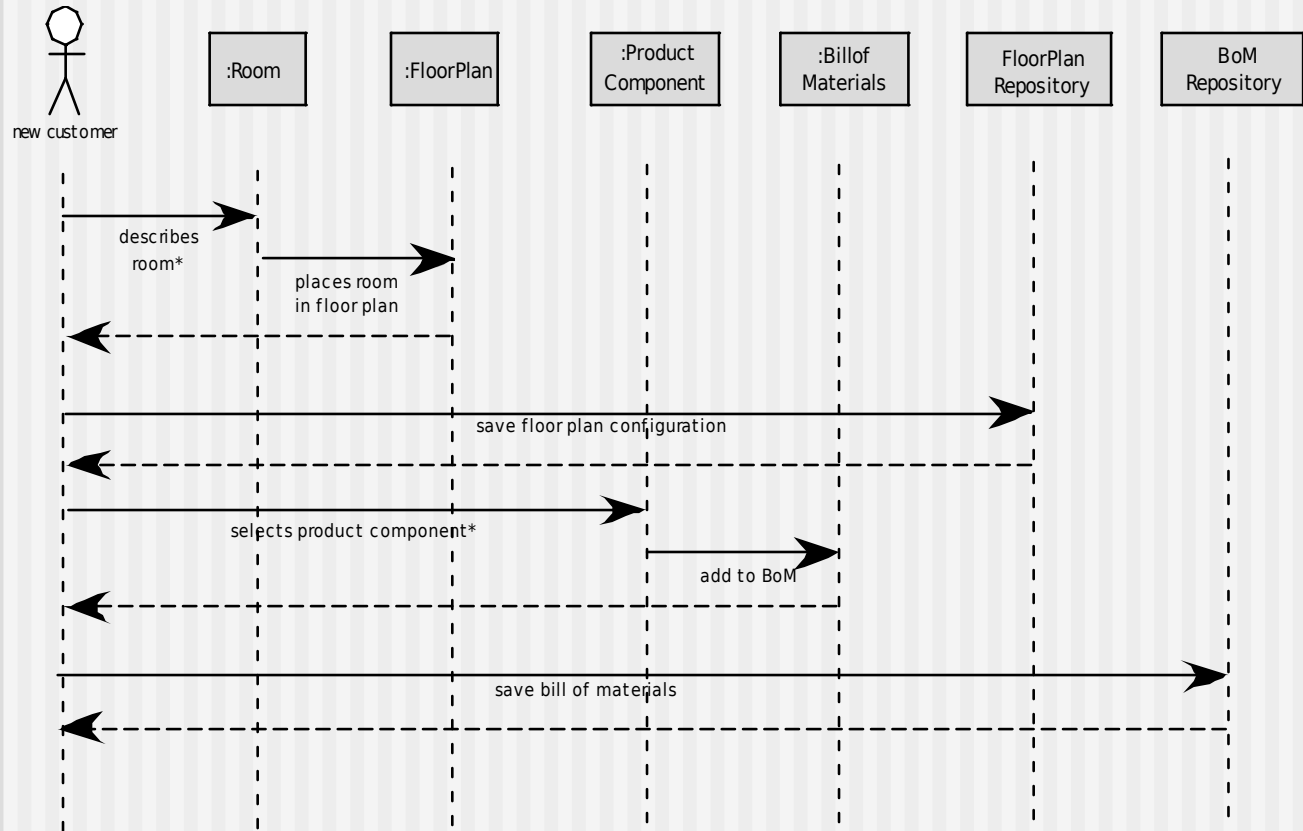 new customer
:Room
:FloorPlan
:Product
Component
:Billof
Materials
FloorPlan
Repository
BoM
Repository
describes
room*
places room
in floor plan
save floor plan configuration
selects product component*
add to BoM
save bill of materials